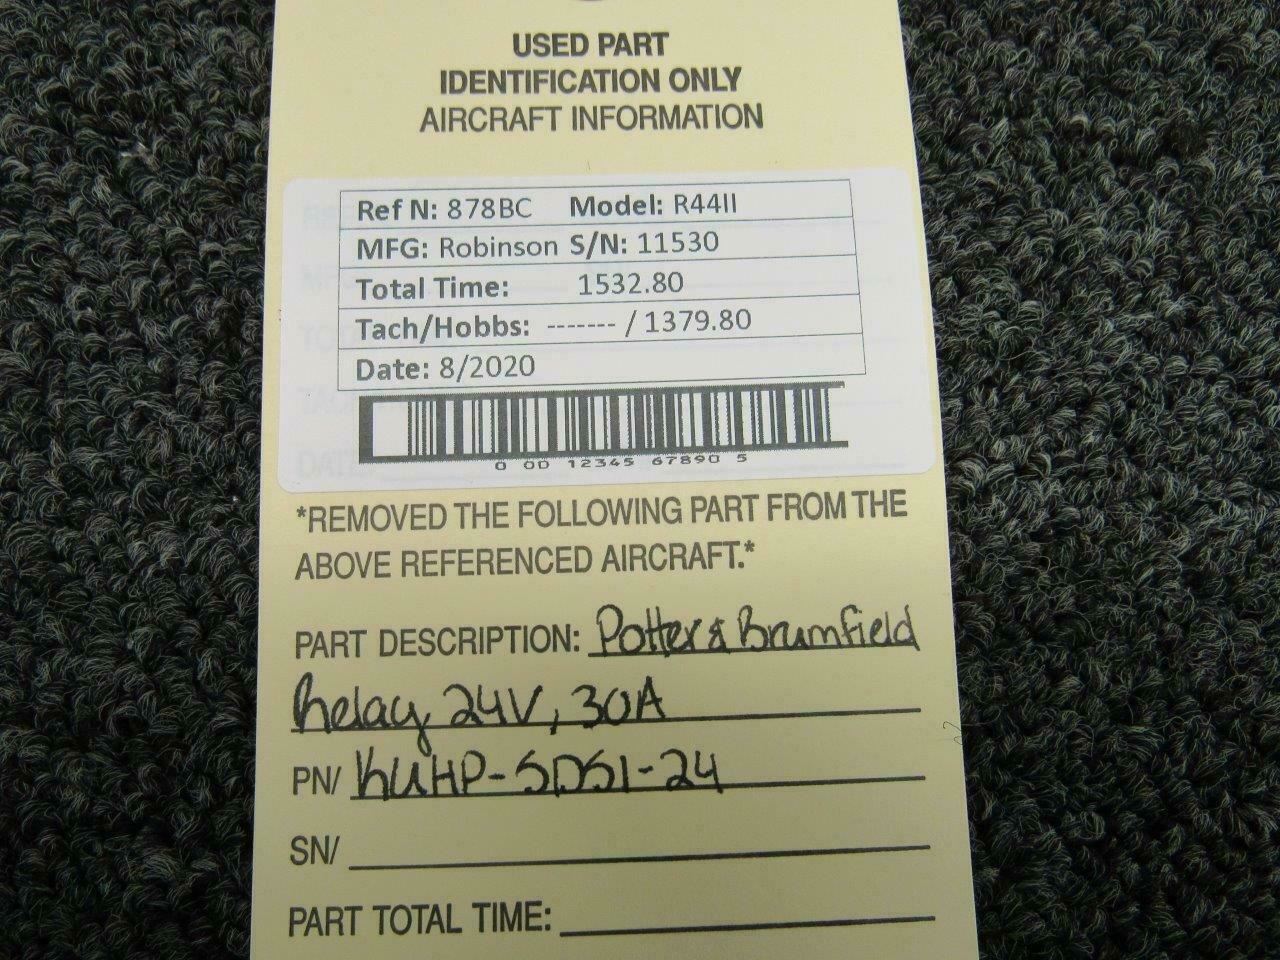 USED PART
IDENTIFICATION ONLY
AIRCRAFT INFORMATION
Ref N: 878BC Model: R44II
MFG: Robinson S/N: 11530
Total Time: 1532.80
Tach/Hobbs: ------- / 1379.80
Date: 8/2020
0 00 12345 67890 5
*REMOVED THE FOLLOWING PART FROM THE
ABOVE REFERENCED AIRCRAFT.*
PART DESCRIPTION: Potter & Brumfield
Relay, 24V, 30A
PN/ KUHP-5D51-24
SN/
PART TOTAL TIME: